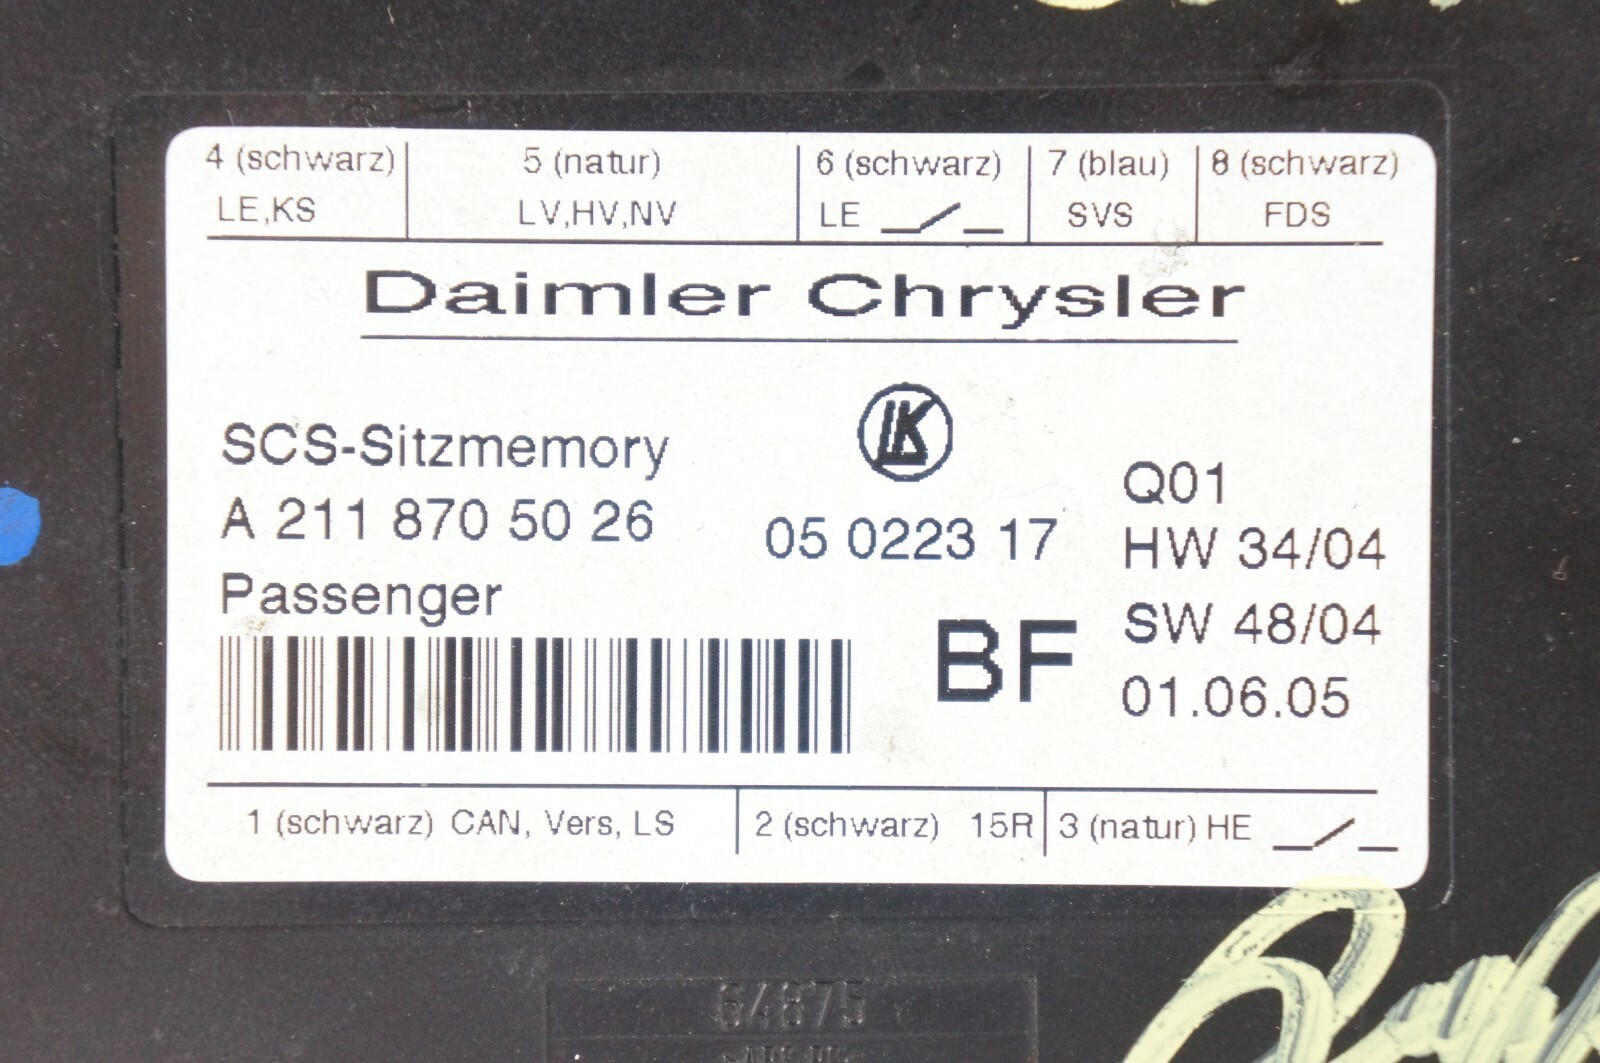 4 (schwarz) 5 (natur) 6 (schwarz) 7 (blau) 8 (schwarz)
LE,KS LV,HV,NV LE SVS FDS
Daimler Chrysler
LK
SCS-Sitzmemory
Q01
A 211 870 50 26 05 0223 17
HW 34/04
Passenger
BF
SW 48/04
01.06.05
1 (schwarz) CAN, Vers, LS 2 (schwarz) 15R 3 (natur) HE
64875